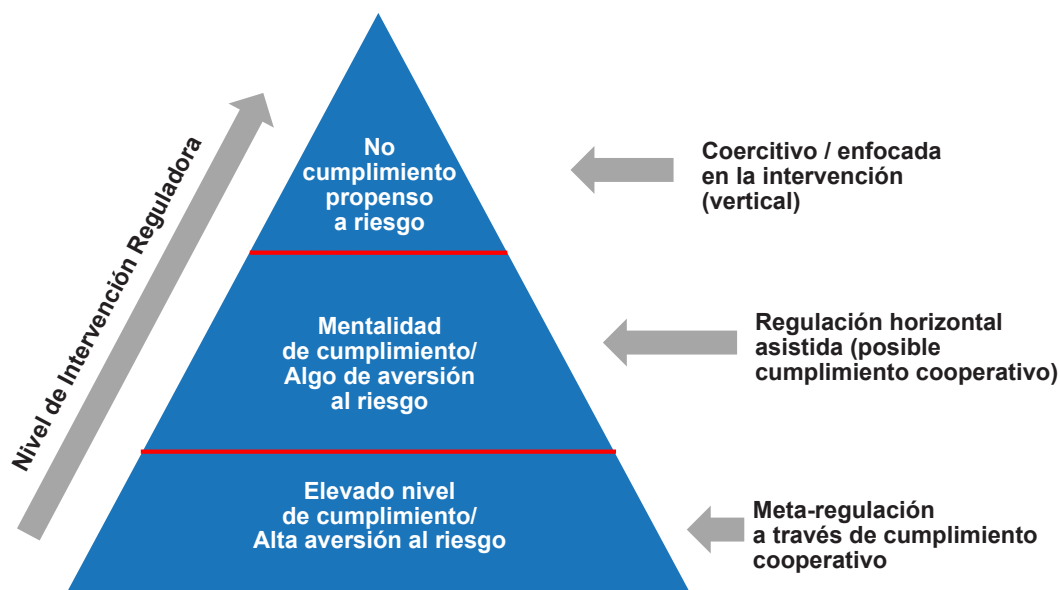 Nivel de Intervención Reguladora
No
cumplimiento
propenso
a riesgo
Coercitivo / enfocada
en la intervención
(vertical)
Mentalidad
de cumplimiento/
Algo de aversión
al riesgo
Regulación horizontal
asistida (posible
cumplimiento cooperativo)
Elevado nivel
de cumplimiento/
Alta aversión al riesgo
Meta-regulación
a través de cumplimiento
cooperativo